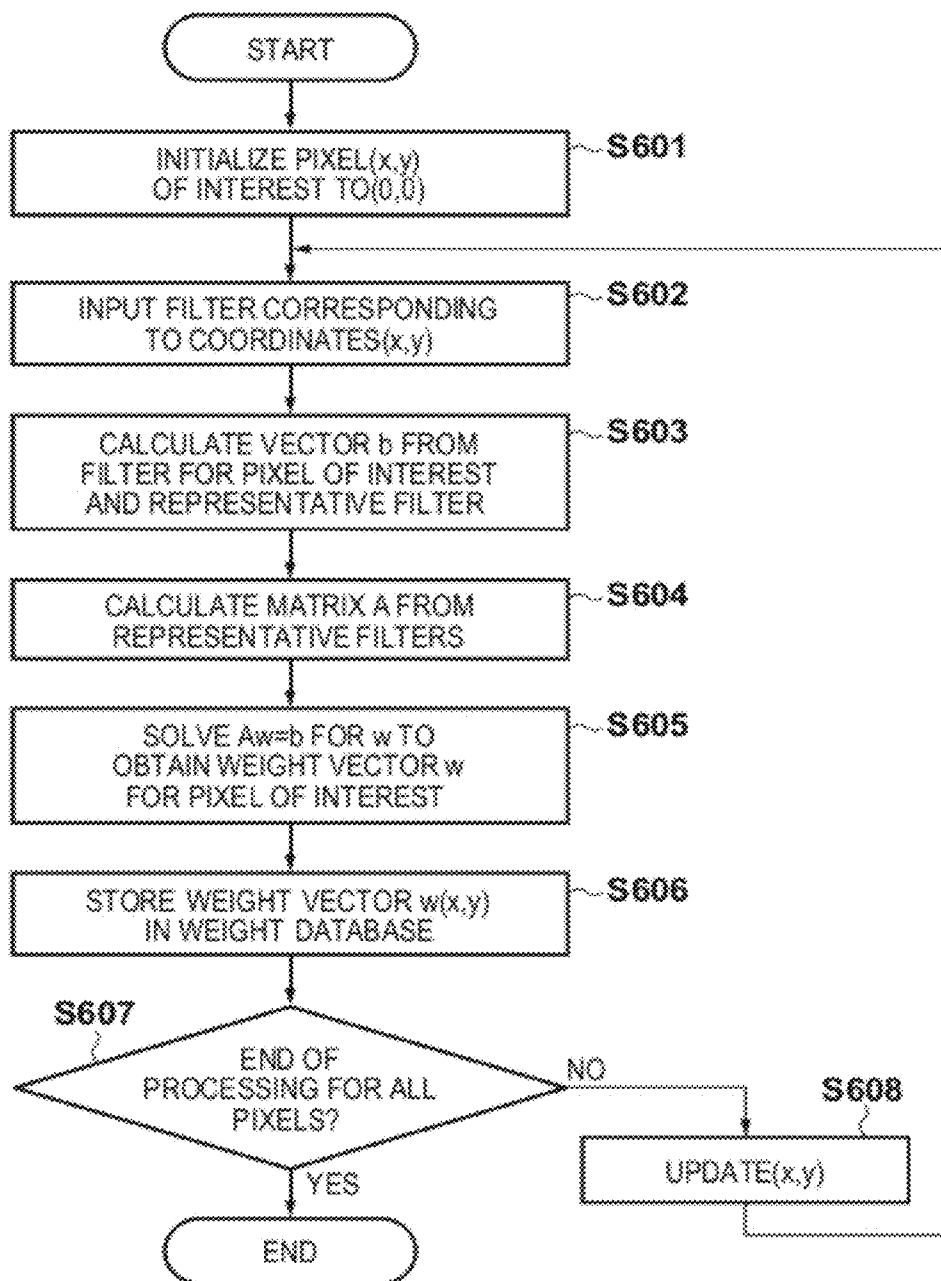 START
INITIALIZE PIXEL(x,y)
OF INTEREST TO(0,0)
S601
INPUT FILTER CORRESPONDING
TO COORDINATES(x,y)
S602
CALCULATE VECTOR b FROM
FILTER FOR PIXEL OF INTEREST
AND REPRESENTATIVE FILTER
S603
CALCULATE MATRIX A FROM
REPRESENTATIVE FILTERS
S604
SOLVE Aw=b FOR w TO
OBTAIN WEIGHT VECTOR w
FOR PIXEL OF INTEREST
S605
STORE WEIGHT VECTOR w(x,y)
IN WEIGHT DATABASE
S606
S607
END OF
PROCESSING FOR ALL
PIXELS?
NO
S608
UPDATE(x,y)
YES
END